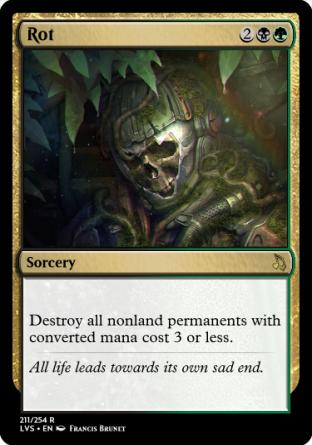 Rot 2
Sorcery
Destroy all nonland permanents with
converted mana cost 3 or less.
All life leads towards its own sad end.
211/254 R
LVS • EN Francis Brunet